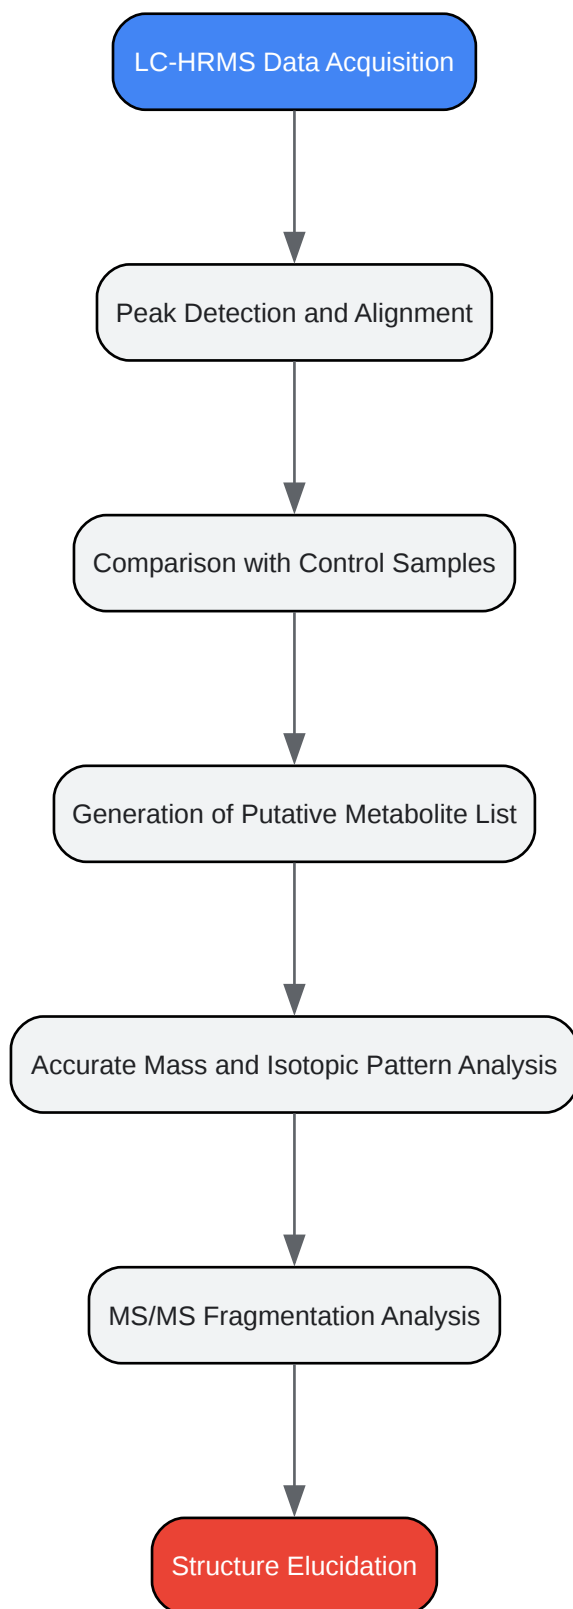 LC-HRMS Data Acquisition
Peak Detection and Alignment
Comparison with Control Samples
Generation of Putative Metabolite List
Accurate Mass and Isotopic Pattern Analysis
MS/MS Fragmentation Analysis
Structure Elucidation